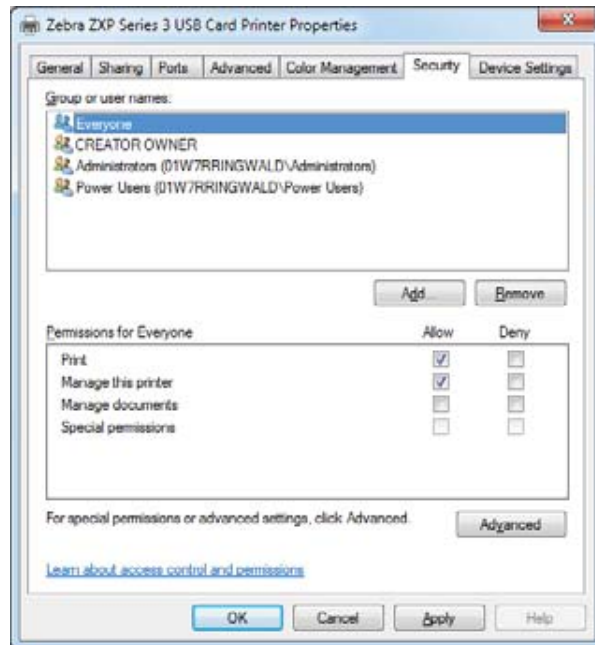 Zebra ZXP Series 3 USB Card Printer Properties
General Sharing Ports Advanced Color Management Security Device Settings
Group or user names:
Everyone
CREATOR OWNER
Administrators (01W7RRINGWALD\Administrators)
Power Users (01W7RRINGWALD\Power Users)
Add... Remove
Permissions for Everyone Allow Deny
Print
Manage this printer
Manage documents
Special permissions
For special permissions or advanced settings, click Advanced.
Advanced
Learn about access control and permissions
OK Cancel Apply Help